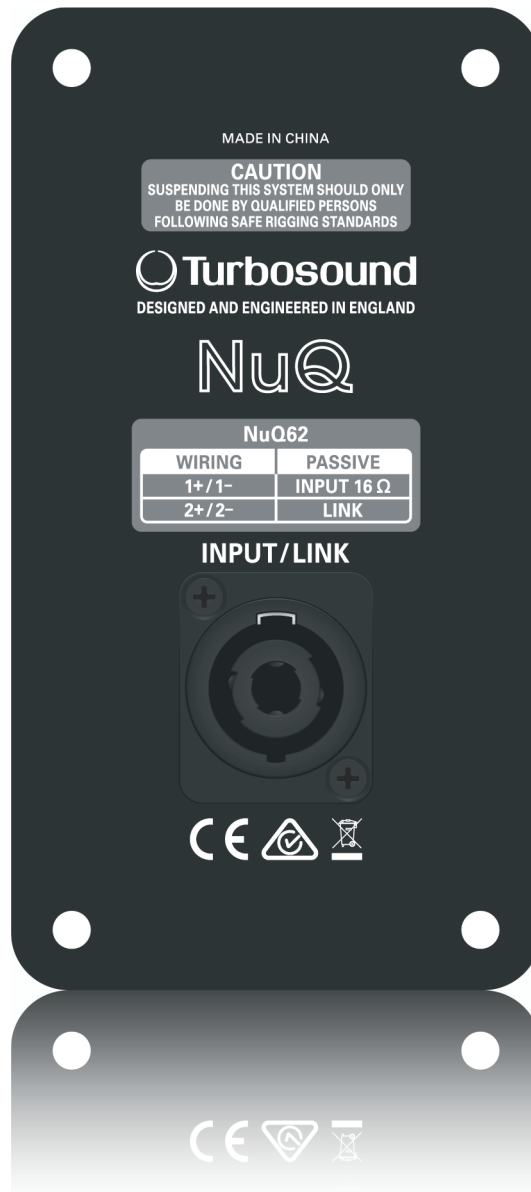 MADE IN CHINA
CAUTION
SUSPENDING THIS SYSTEM SHOULD ONLY
BE DONE BY QUALIFIED PERSONS
FOLLOWING SAFE RIGGING STANDARDS
Turbosound
DESIGNED AND ENGINEERED IN ENGLAND
NuQ
NuQ62
WIRING PASSIVE
1+/1- INPUT 16 Ω
2+/2- LINK
INPUT/LINK
CE